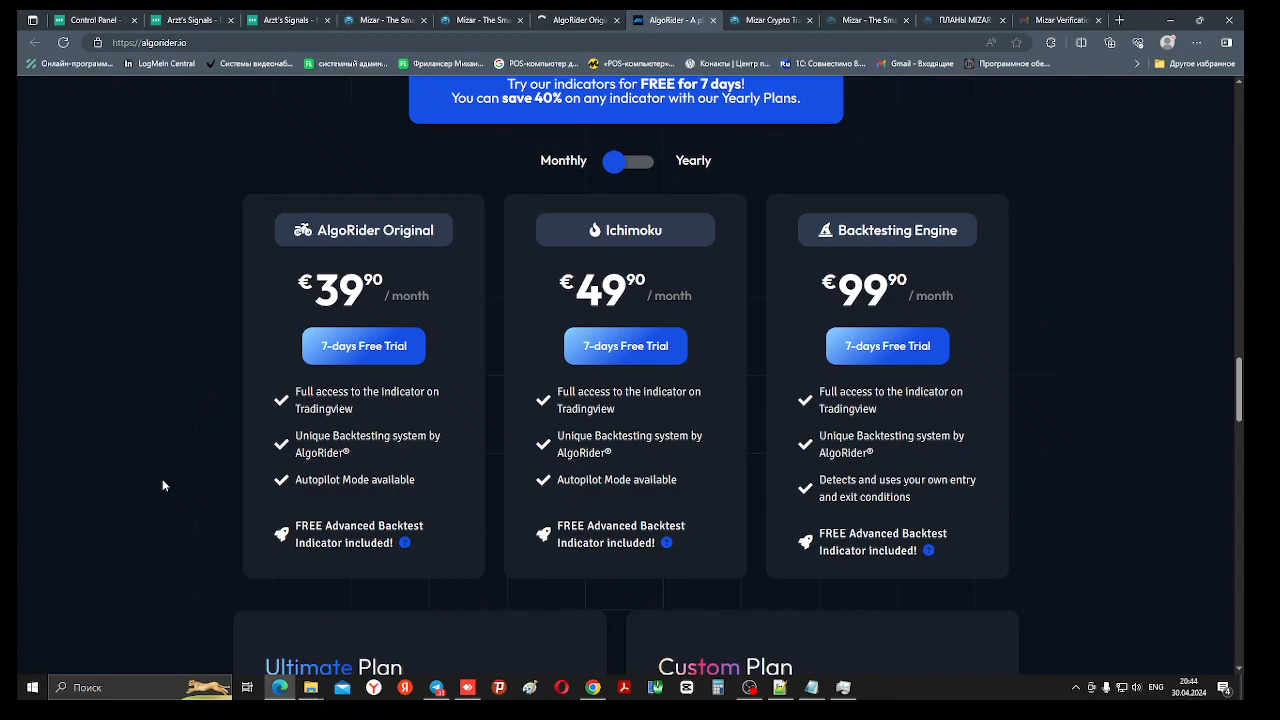 Control Panel -
Arzt's Signals - E
Arzt's Signals - R
Mizar - The Sma
Mizar - The Sma
AlgoRider Origin
AlgoRider - A p
Mizar Crypto Tra
Mizar - The Sma
ПЛАНЫ MIZAR
Mizar Verificatio
https://algorider.io
Онлайн-программ...
LogMeIn Central
Системы видеонаб...
системный админ...
Фрилансер Михаи...
POS-компьютер д...
«POS-компьютер»...
Конакты | Центр п...
1С: Совместимо В...
Gmail - Входящие
Программное обе...
Другое избранное
Try our indicators for FREE for 7 days!
You can save 40% on any indicator with our Yearly Plans.
Monthly
Yearly
AlgoRider Original
€39 90 / month
7-days Free Trial
Full access to the indicator on
Tradingview
Unique Backtesting system by
AlgoRider®
Autopilot Mode available
FREE Advanced Backtest
Indicator included! ?
Ichimoku
€49 90 / month
7-days Free Trial
Full access to the indicator on
Tradingview
Unique Backtesting system by
AlgoRider®
Autopilot Mode available
FREE Advanced Backtest
Indicator included! ?
Backtesting Engine
€99 90 / month
7-days Free Trial
Full access to the indicator on
Tradingview
Unique Backtesting system by
AlgoRider®
Detects and uses your own entry
and exit conditions
FREE Advanced Backtest
Indicator included! ?
Ultimate Plan
Custom Plan
Поиск
ENG
20:44
30.04.2024